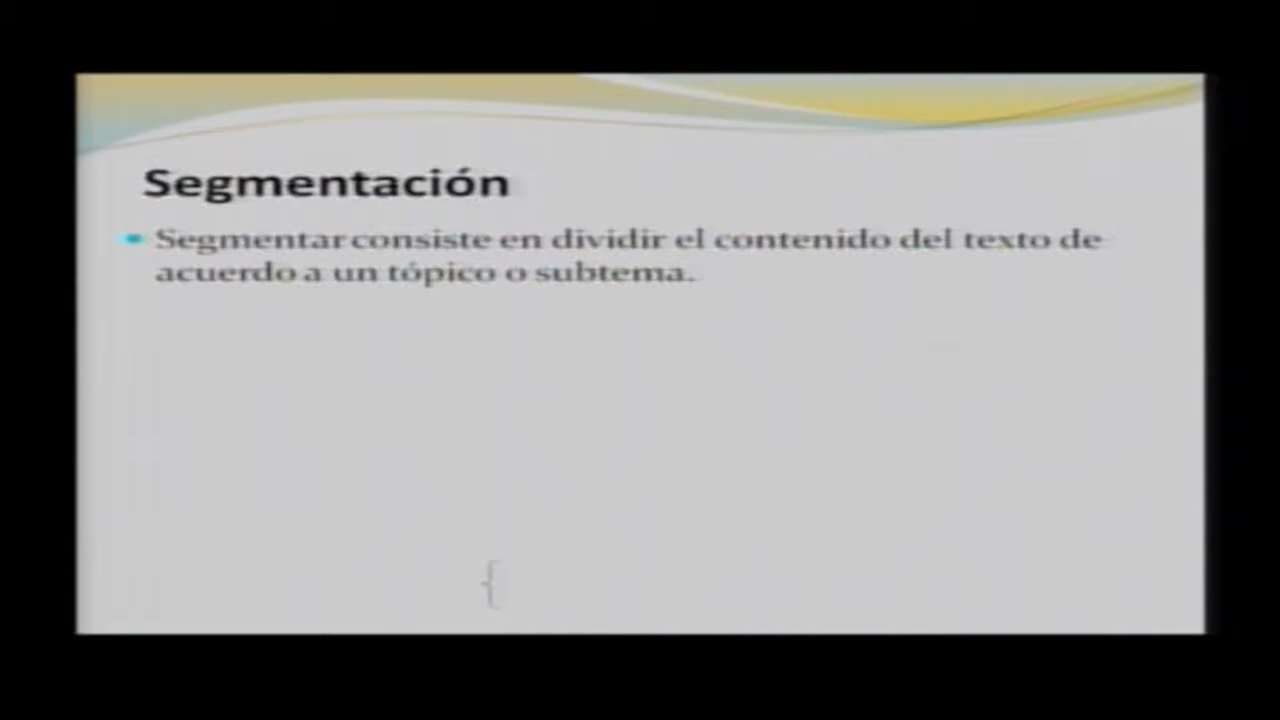 Segmentación
Segmentar consiste en dividir el contenido del texto de
acuerdo a un tópico o subtema.
{